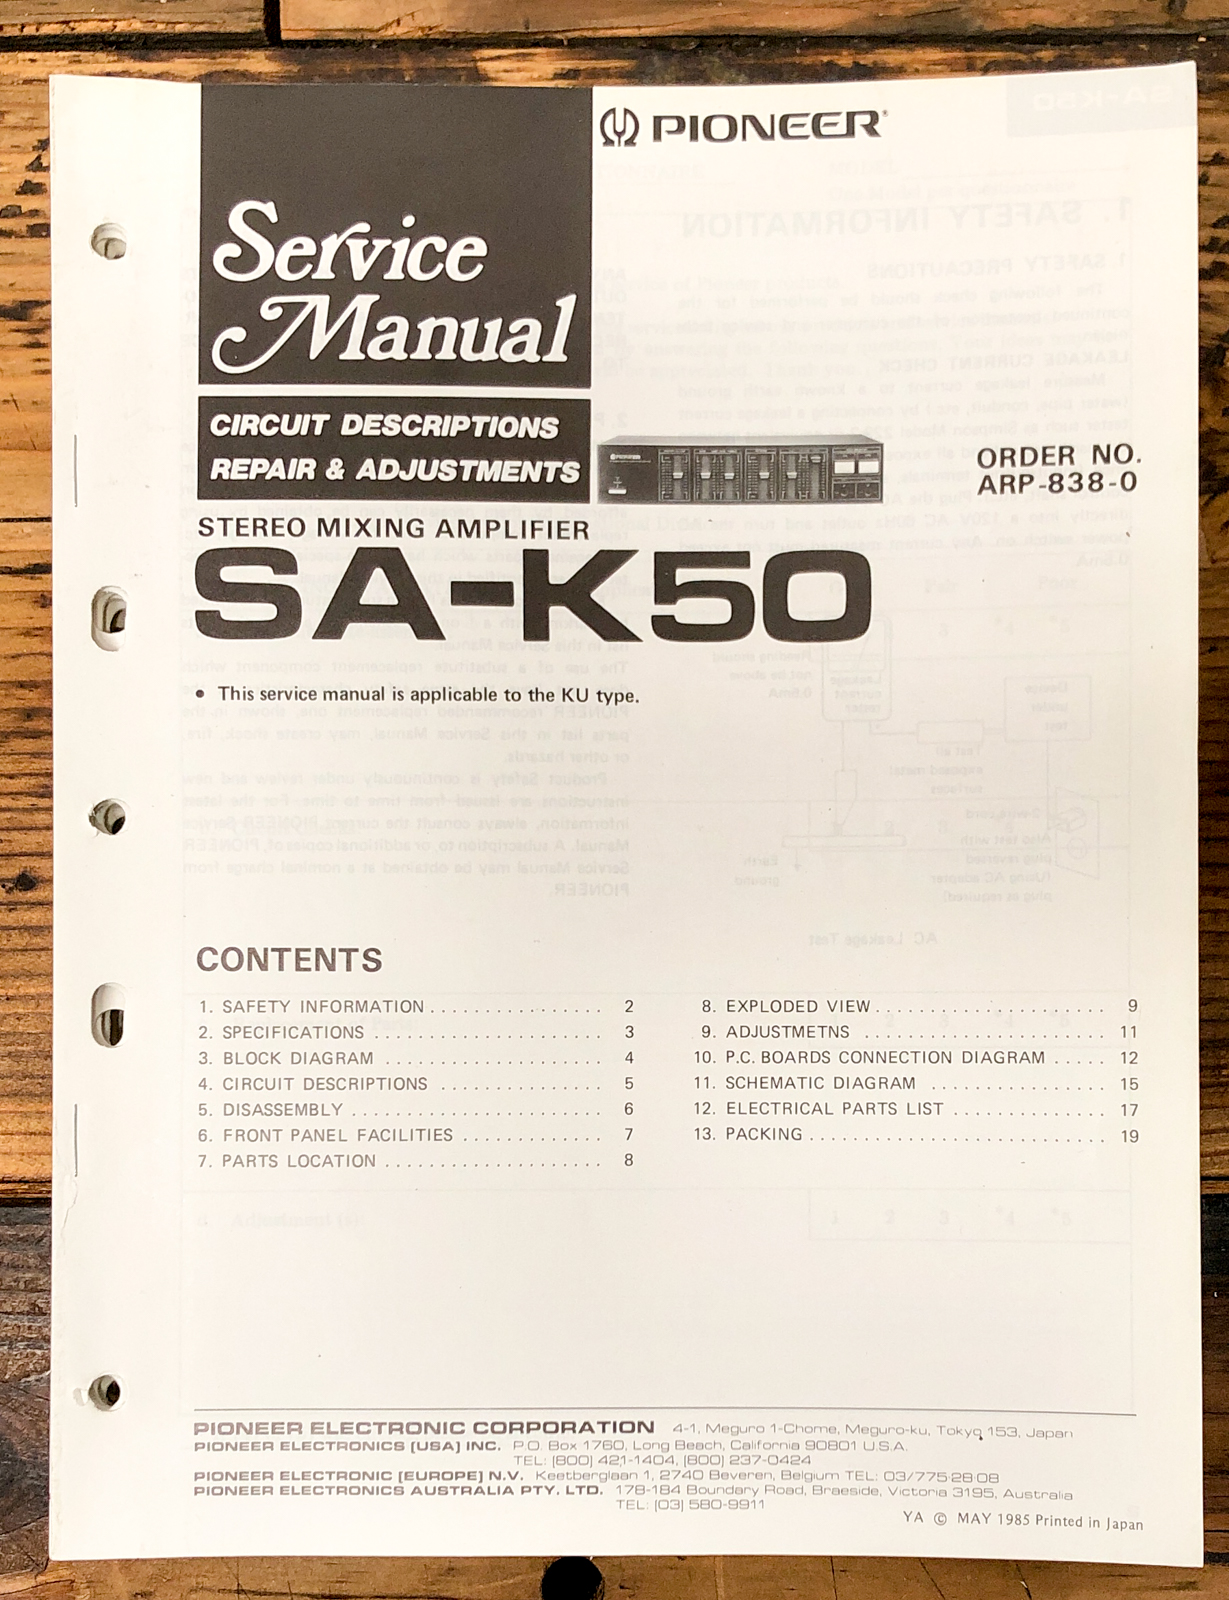 PIONEER®
Service
Manual
CIRCUIT DESCRIPTIONS
REPAIR & ADJUSTMENTS
ORDER NO.
ARP-838-0
STEREO MIXING AMPLIFIER
SA-K50
• This service manual is applicable to the KU type.
CONTENTS
1. SAFETY INFORMATION . . . . . . . . . . . . . . . . 2
2. SPECIFICATIONS . . . . . . . . . . . . . . . . . . . . . 3
3. BLOCK DIAGRAM . . . . . . . . . . . . . . . . . . . . 4
4. CIRCUIT DESCRIPTIONS . . . . . . . . . . . . . . . 5
5. DISASSEMBLY . . . . . . . . . . . . . . . . . . . . . . . 6
6. FRONT PANEL FACILITIES . . . . . . . . . . . . . 7
7. PARTS LOCATION . . . . . . . . . . . . . . . . . . . . 8
8. EXPLODED VIEW . . . . . . . . . . . . . . . . . . . . . 9
9. ADJUSTMETNS . . . . . . . . . . . . . . . . . . . . . . . 11
10. P.C. BOARDS CONNECTION DIAGRAM . . . . . 12
11. SCHEMATIC DIAGRAM . . . . . . . . . . . . . . . . 15
12. ELECTRICAL PARTS LIST . . . . . . . . . . . . . . 17
13. PACKING . . . . . . . . . . . . . . . . . . . . . . . . . . . 19
PIONEER ELECTRONIC CORPORATION 4-1, Meguro 1-Chome, Meguro-ku, Tokyo 153, Japan
PIONEER ELECTRONICS [USA] INC. P.O. Box 1760, Long Beach, California 90801 U.S.A.
TEL: [800] 421-1404, [800] 237-0424
PIONEER ELECTRONIC [EUROPE] N.V. Keetberglaan 1, 2740 Beveren, Belgium TEL: 03/775·28·08
PIONEER ELECTRONICS AUSTRALIA PTY. LTD. 178-184 Boundary Road, Braeside, Victoria 3195, Australia
TEL: [03] 580-9911
YA © MAY 1985 Printed in Japan